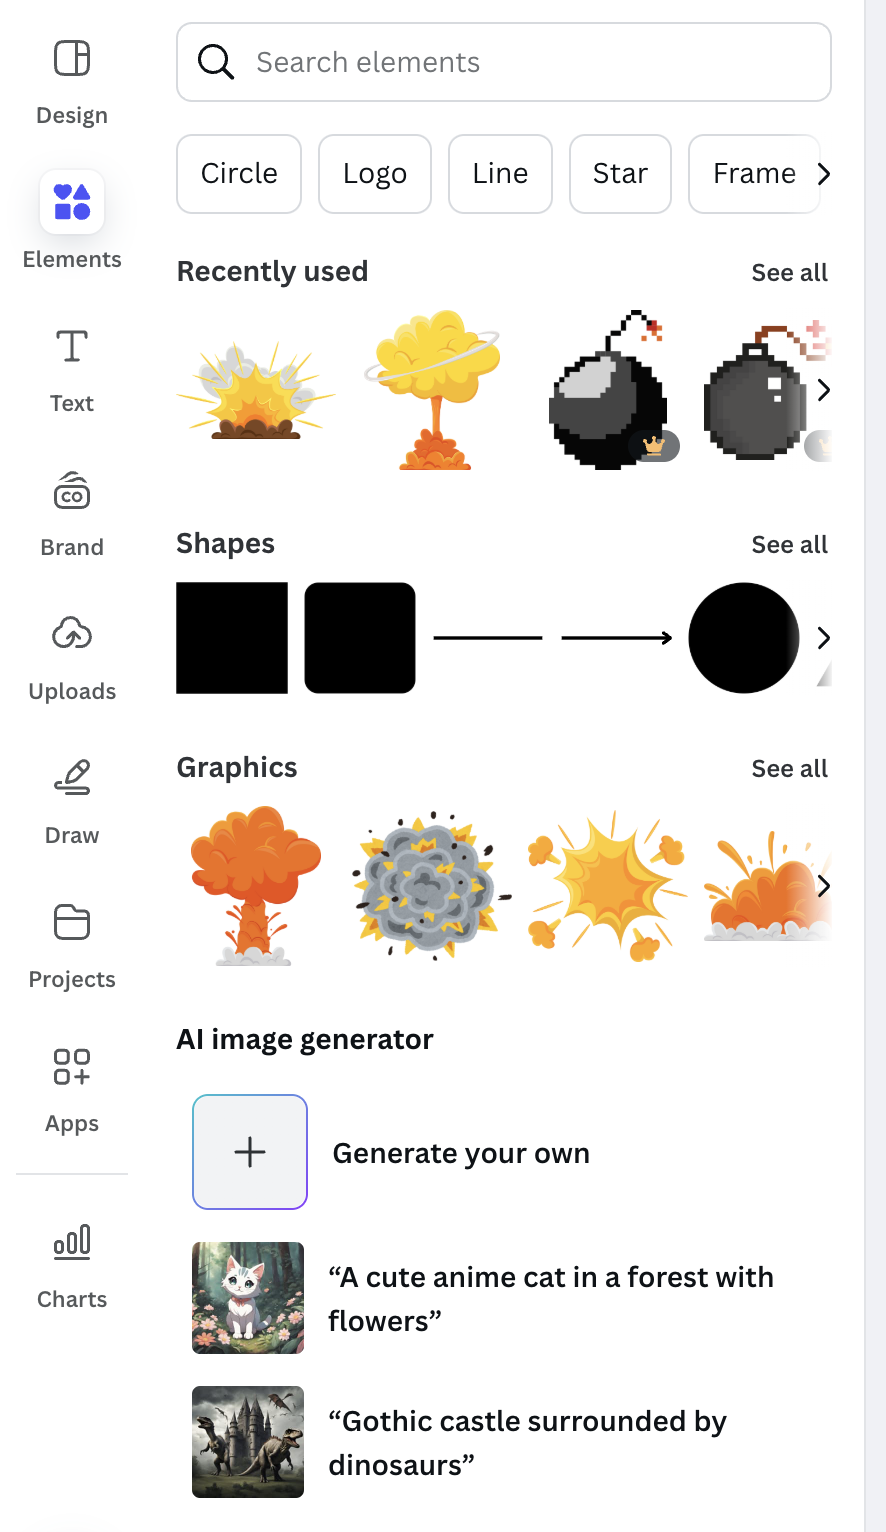 Design
Elements
Text
CO
Brand
Uploads
Draw
Projects
Apps
Charts
Search elements
Circle
Logo
Line
Star
Frame
Recently used
See all
Shapes
See all
Graphics
See all
AI image generator
Generate your own
“A cute anime cat in a forest with
flowers”
“Gothic castle surrounded by
dinosaurs”